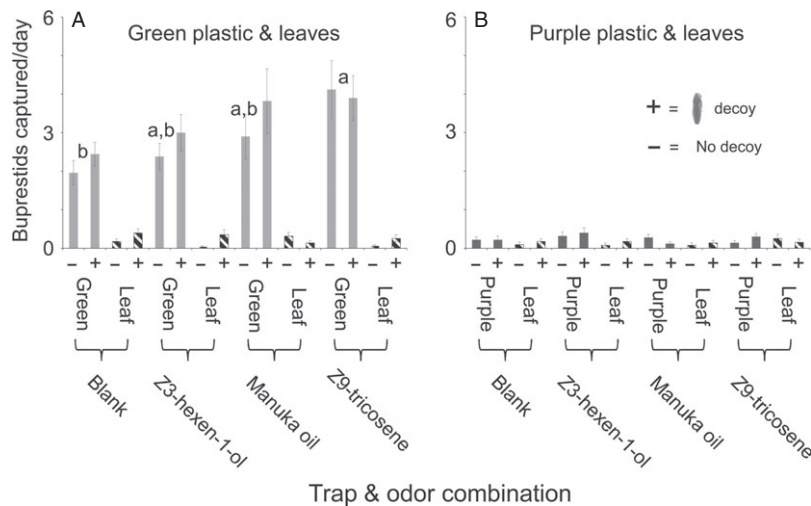 A
Green plastic & leaves
Buprestids captured/day
6
3
0
b
a,b
a,b
a
− + − + − + − + − + − + − + − +
Green Leaf Green Leaf Green Leaf Green Leaf
Blank Z3-hexen-1-ol Manuka oil Z9-tricosene
B
Purple plastic & leaves
6
3
0
+ = decoy
− = No decoy
− + − + − + − + − + − + − + − +
Purple Leaf Purple Leaf Purple Leaf Purple Leaf
Blank Z3-hexen-1-ol Manuka oil Z9-tricosene
Trap & odor combination